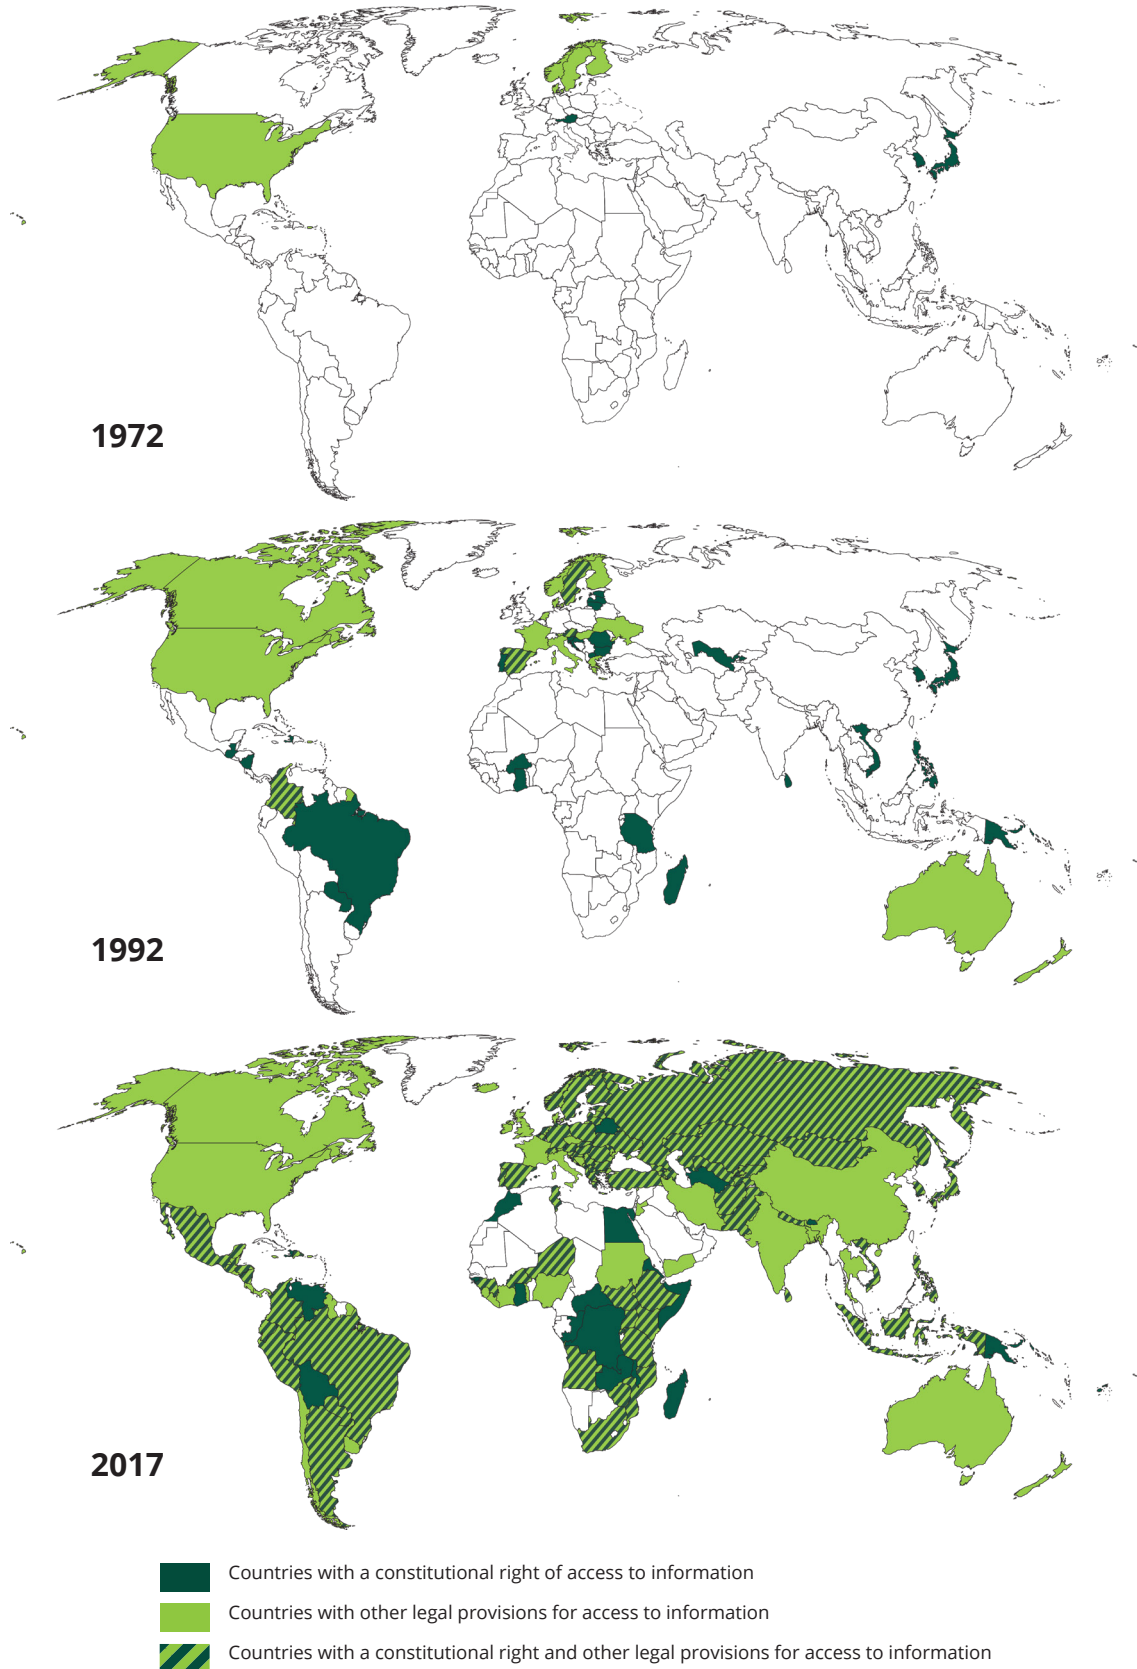 1972
1992
2017
Countries with a constitutional right of access to information
Countries with other legal provisions for access to information
Countries with a constitutional right and other legal provisions for access to information